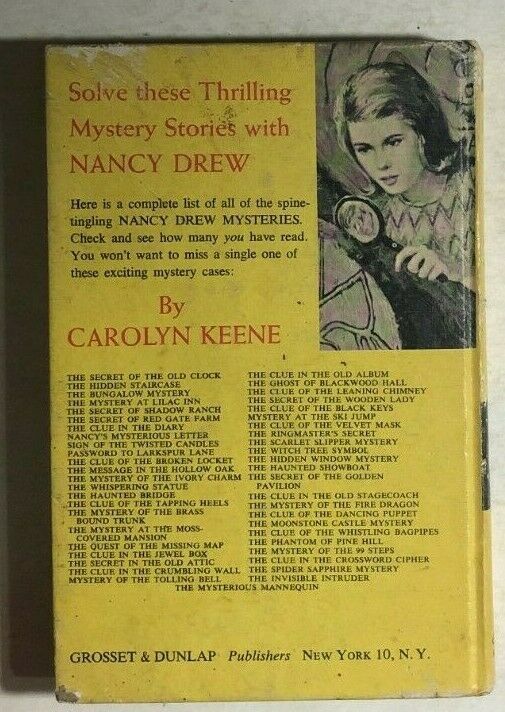 Solve these Thrilling
Mystery Stories with
NANCY DREW
Here is a complete list of all of the spine-
tingling NANCY DREW MYSTERIES.
Check and see how many you have read.
You won't want to miss a single one of
these exciting mystery cases:
By
CAROLYN KEENE
THE SECRET OF THE OLD CLOCK
THE HIDDEN STAIRCASE
THE BUNGALOW MYSTERY
THE MYSTERY AT LILAC INN
THE SECRET OF SHADOW RANCH
THE SECRET OF RED GATE FARM
THE CLUE IN THE DIARY
NANCY'S MYSTERIOUS LETTER
SIGN OF THE TWISTED CANDLES
PASSWORD TO LARKSPUR LANE
THE CLUE OF THE BROKEN LOCKET
THE MESSAGE IN THE HOLLOW OAK
THE MYSTERY OF THE IVORY CHARM
THE WHISPERING STATUE
THE HAUNTED BRIDGE
THE CLUE OF THE TAPPING HEELS
THE MYSTERY OF THE BRASS
BOUND TRUNK
THE MYSTERY AT THE MOSS-
COVERED MANSION
THE QUEST OF THE MISSING MAP
THE CLUE IN THE JEWEL BOX
THE SECRET IN THE OLD ATTIC
THE CLUE IN THE CRUMBLING WALL
MYSTERY OF THE TOLLING BELL
THE CLUE IN THE OLD ALBUM
THE GHOST OF BLACKWOOD HALL
THE CLUE OF THE LEANING CHIMNEY
THE SECRET OF THE WOODEN LADY
THE CLUE OF THE BLACK KEYS
MYSTERY AT THE SKI JUMP
THE CLUE OF THE VELVET MASK
THE RINGMASTER'S SECRET
THE SCARLET SLIPPER MYSTERY
THE WITCH TREE SYMBOL
THE HIDDEN WINDOW MYSTERY
THE HAUNTED SHOWBOAT
THE SECRET OF THE GOLDEN
PAVILION
THE CLUE IN THE OLD STAGECOACH
THE MYSTERY OF THE FIRE DRAGON
THE CLUE OF THE DANCING PUPPET
THE MOONSTONE CASTLE MYSTERY
THE CLUE OF THE WHISTLING BAGPIPES
THE PHANTOM OF PINE HILL
THE MYSTERY OF THE 99 STEPS
THE CLUE IN THE CROSSWORD CIPHER
THE SPIDER SAPPHIRE MYSTERY
THE INVISIBLE INTRUDER
THE MYSTERIOUS MANNEQUIN
GROSSET & DUNLAP Publishers NEW YORK 10, N. Y.